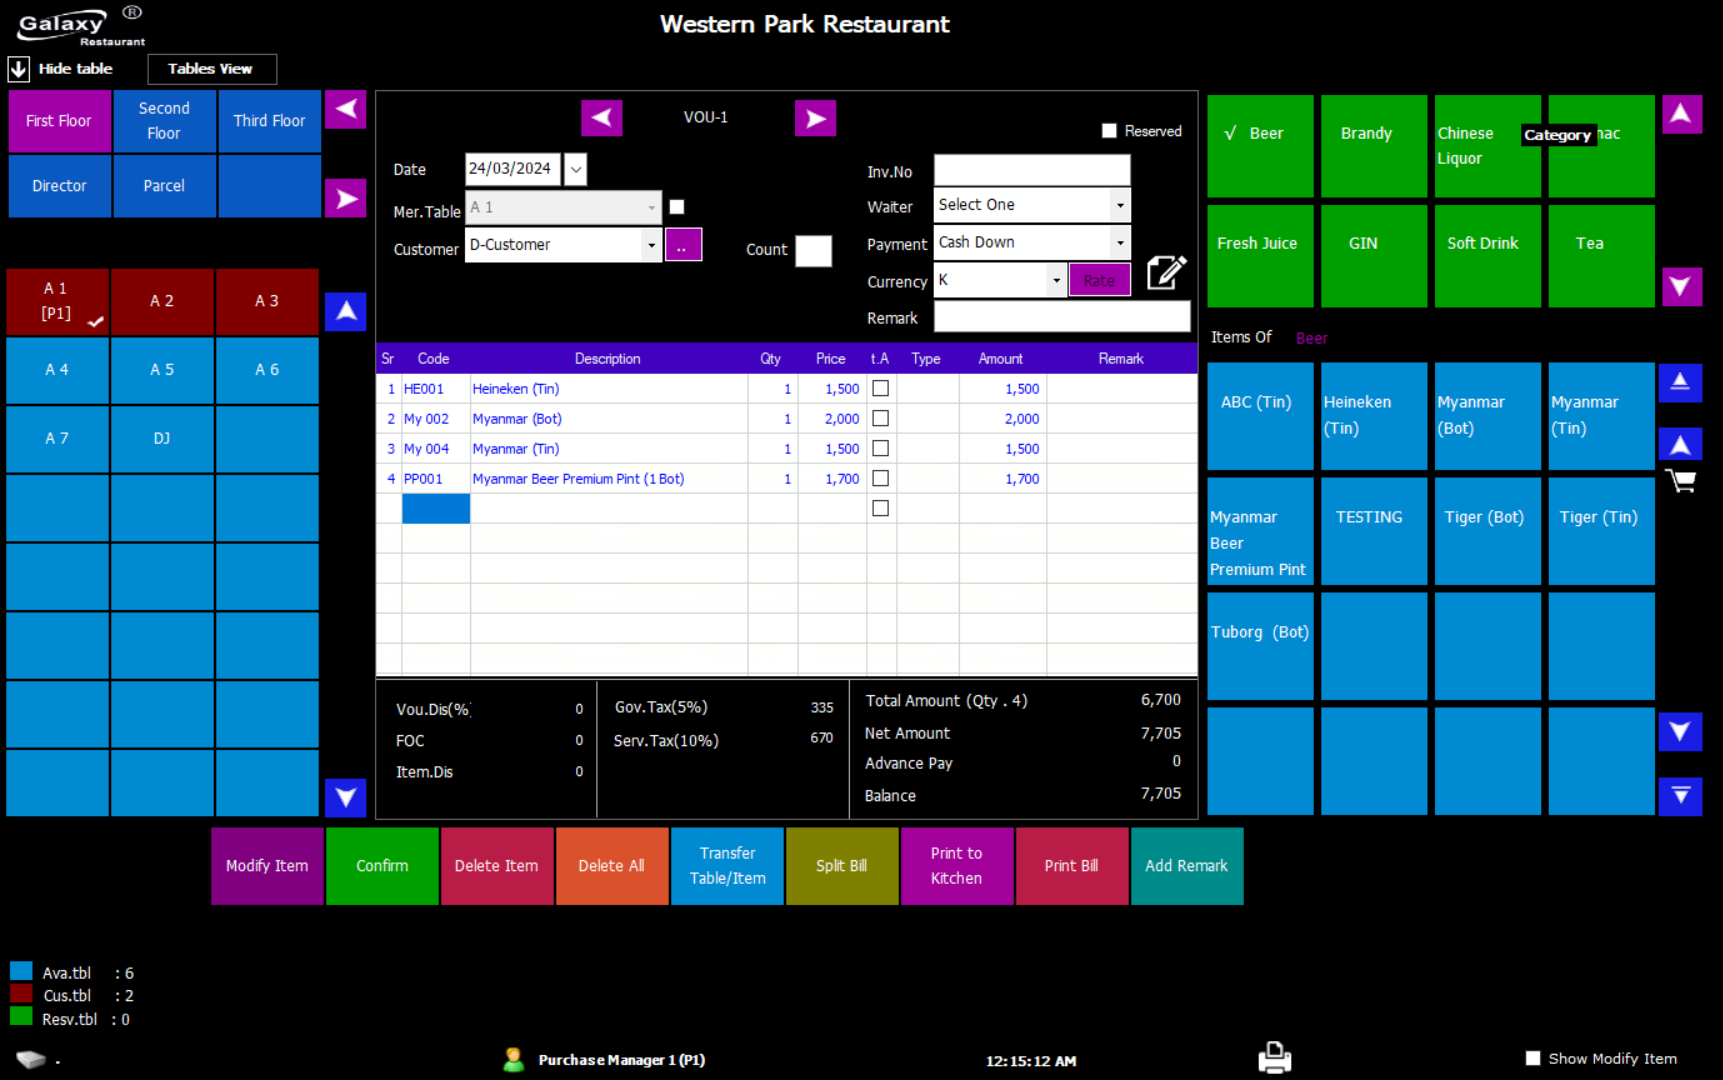 Galaxy ®
Restaurant
Western Park Restaurant
Hide table
Tables View
First Floor
Second
Floor
Third Floor
Director
Parcel
A 1
[P1]
A 2
A 3
A 4
A 5
A 6
A 7
DJ
VOU-1
Reserved
Date
24/03/2024
Mer.Table
A 1
Customer
D-Customer
..
Count
Inv.No
Waiter
Select One
Payment
Cash Down
Currency
K
Rate
Remark
Sr Code Description Qty Price t.A Type Amount Remark
1 HE001 Heineken (Tin) 1 1,500 1,500
2 My 002 Myanmar (Bot) 1 2,000 2,000
3 My 004 Myanmar (Tin) 1 1,500 1,500
4 PP001 Myanmar Beer Premium Pint (1 Bot) 1 1,700 1,700
Vou.Dis(%) 0
FOC 0
Item.Dis 0
Gov.Tax(5%) 335
Serv.Tax(10%) 670
Total Amount (Qty . 4) 6,700
Net Amount 7,705
Advance Pay 0
Balance 7,705
√ Beer
Brandy
Chinese
Liquor
Category
nac
Fresh Juice
GIN
Soft Drink
Tea
Items Of Beer
ABC (Tin)
Heineken
(Tin)
Myanmar
(Bot)
Myanmar
(Tin)
Myanmar
Beer
Premium Pint
TESTING
Tiger (Bot)
Tiger (Tin)
Tuborg (Bot)
Modify Item
Confirm
Delete Item
Delete All
Transfer
Table/Item
Split Bill
Print to
Kitchen
Print Bill
Add Remark
Ava.tbl : 6
Cus.tbl : 2
Resv.tbl : 0
.
Purchase Manager 1 (P1)
12:15:12 AM
Show Modify Item